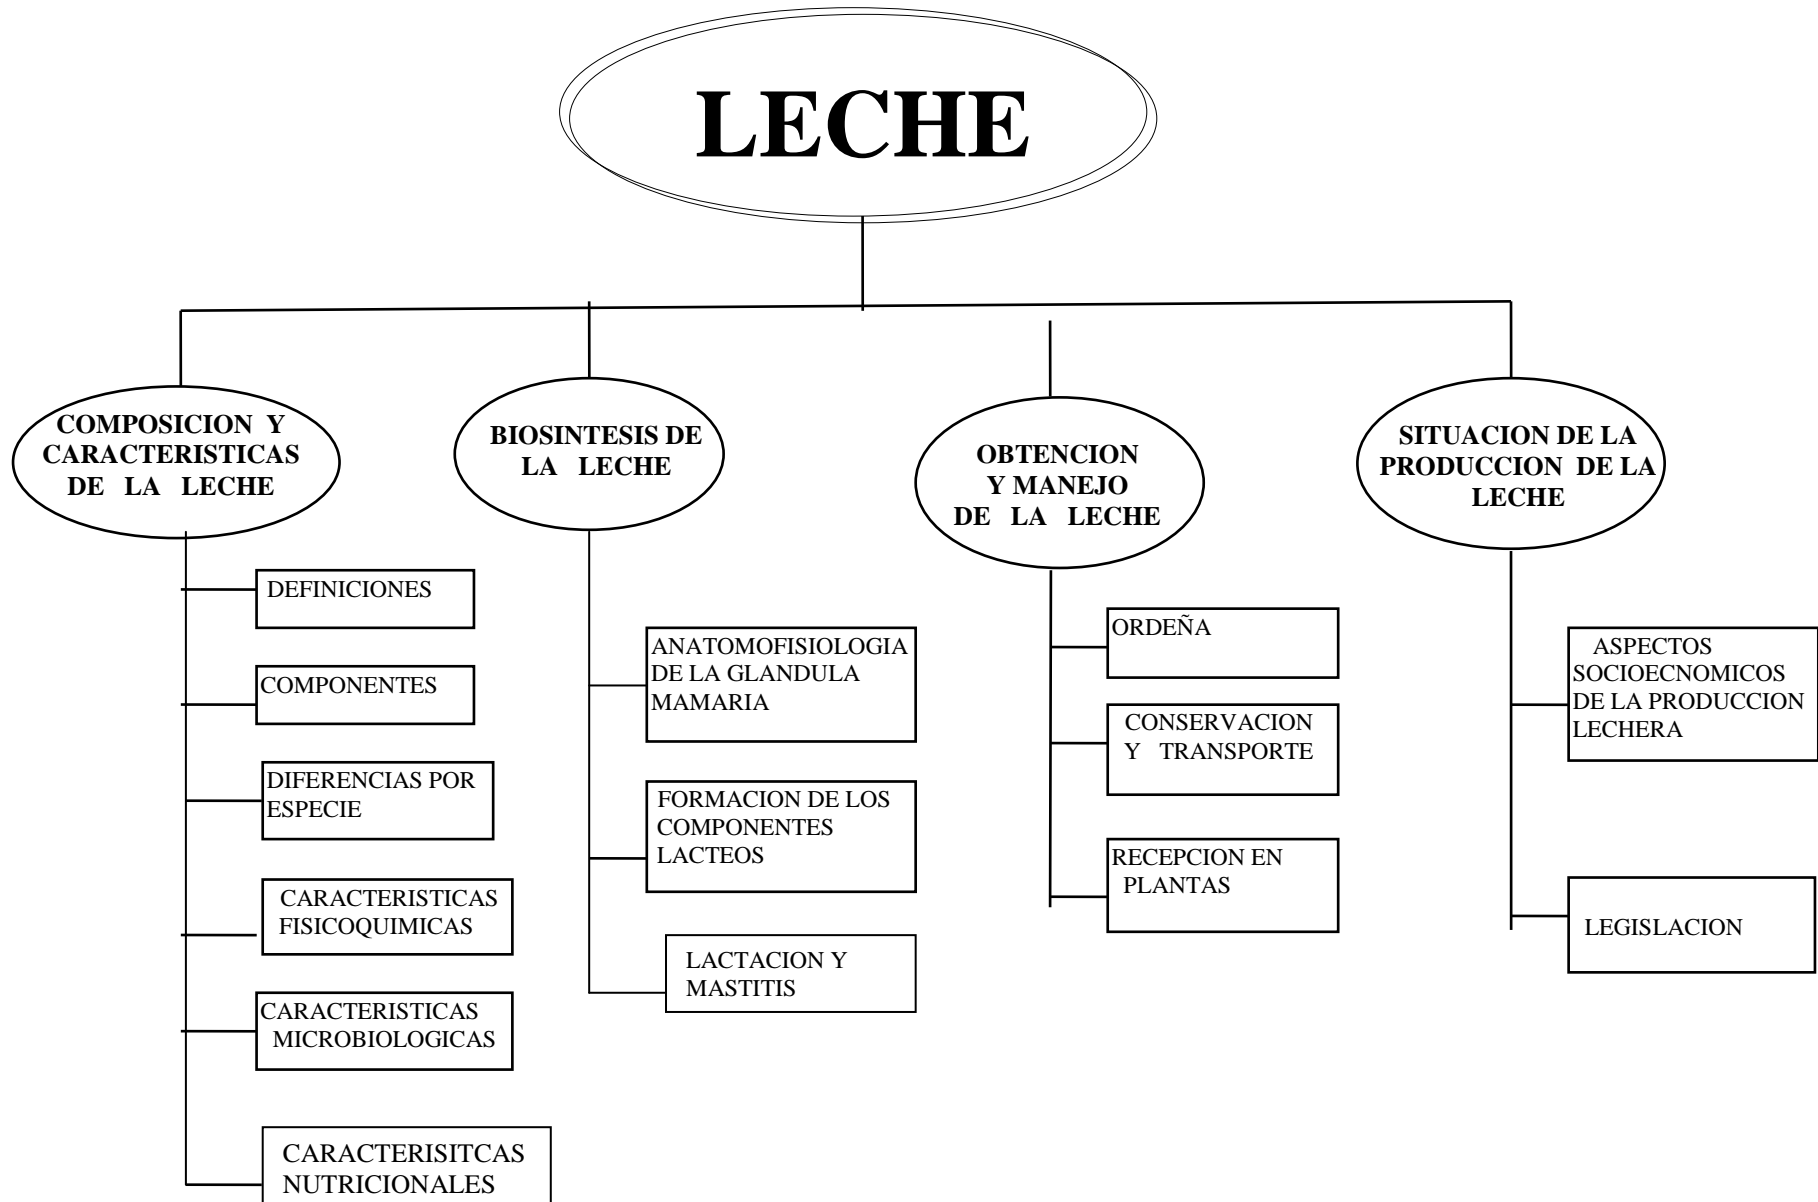 LECHE
COMPOSICION Y
CARACTERISTICAS
DE LA LECHE
DEFINICIONES
COMPONENTES
DIFERENCIAS POR
ESPECIE
CARACTERISTICAS
FISICOQUIMICAS
CARACTERISTICAS
MICROBIOLOGICAS
CARACTERISITCAS
NUTRICIONALES
BIOSINTESIS DE
LA LECHE
ANATOMOFISIOLOGIA
DE LA GLANDULA
MAMARIA
FORMACION DE LOS
COMPONENTES
LACTEOS
LACTACION Y
MASTITIS
OBTENCION
Y MANEJO
DE LA LECHE
ORDEÑA
CONSERVACION
Y TRANSPORTE
RECEPCION EN
PLANTAS
SITUACION DE LA
PRODUCCION DE LA
LECHE
ASPECTOS
SOCIOECNOMICOS
DE LA PRODUCCION
LECHERA
LEGISLACION